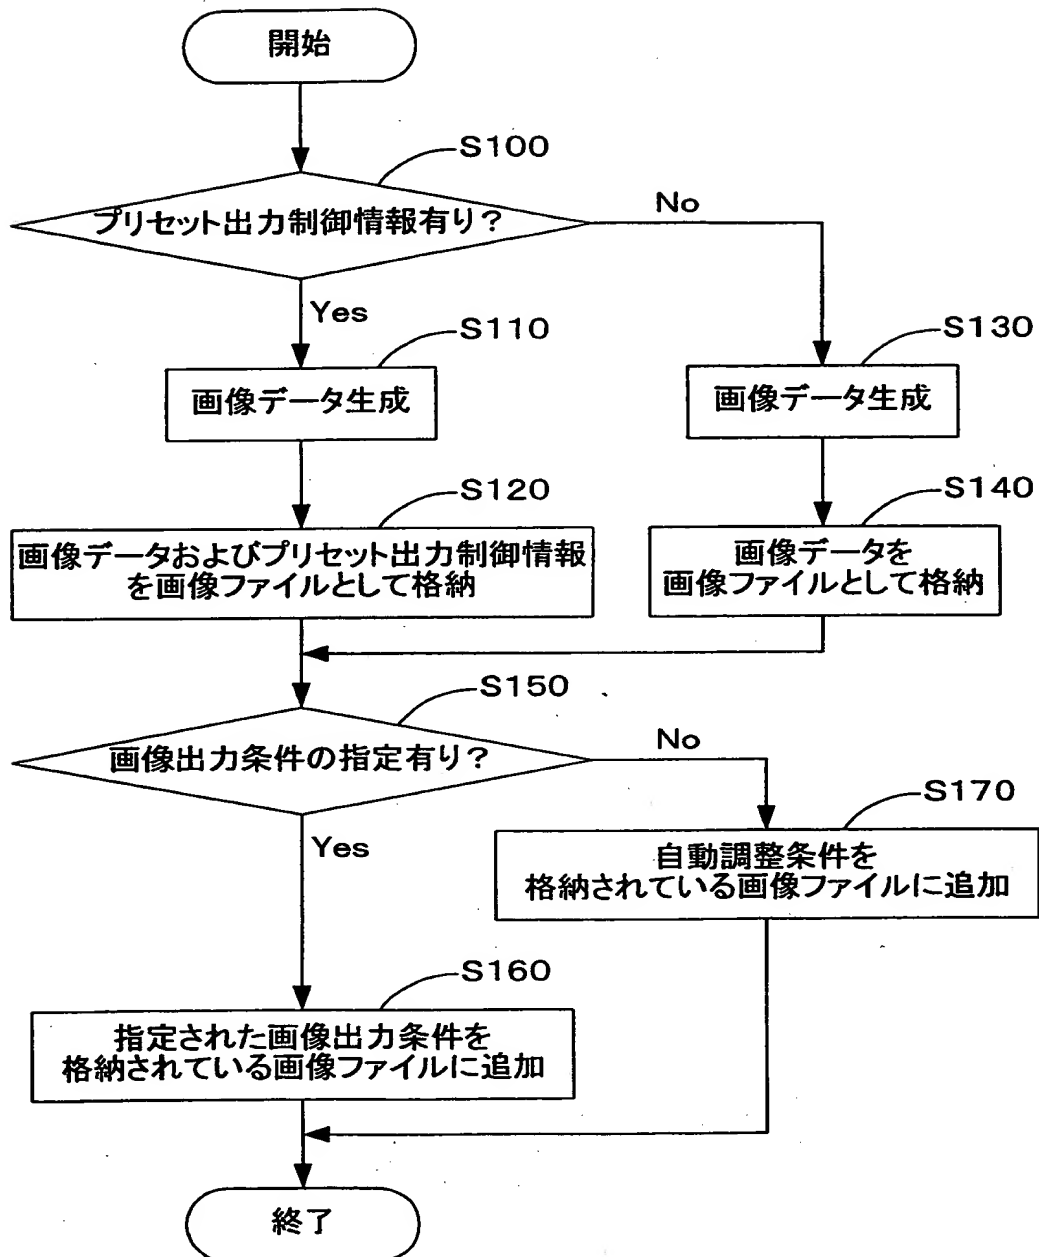 開始
S100
プリセット出力制御情報有り？
No
Yes
S110
画像データ生成
S130
画像データ生成
S120
画像データおよびプリセット出力制御情報
を画像ファイルとして格納
S140
画像データを
画像ファイルとして格納
S150
画像出力条件の指定有り？
No
Yes
S170
自動調整条件を
格納されている画像ファイルに追加
S160
指定された画像出力条件を
格納されている画像ファイルに追加
終了